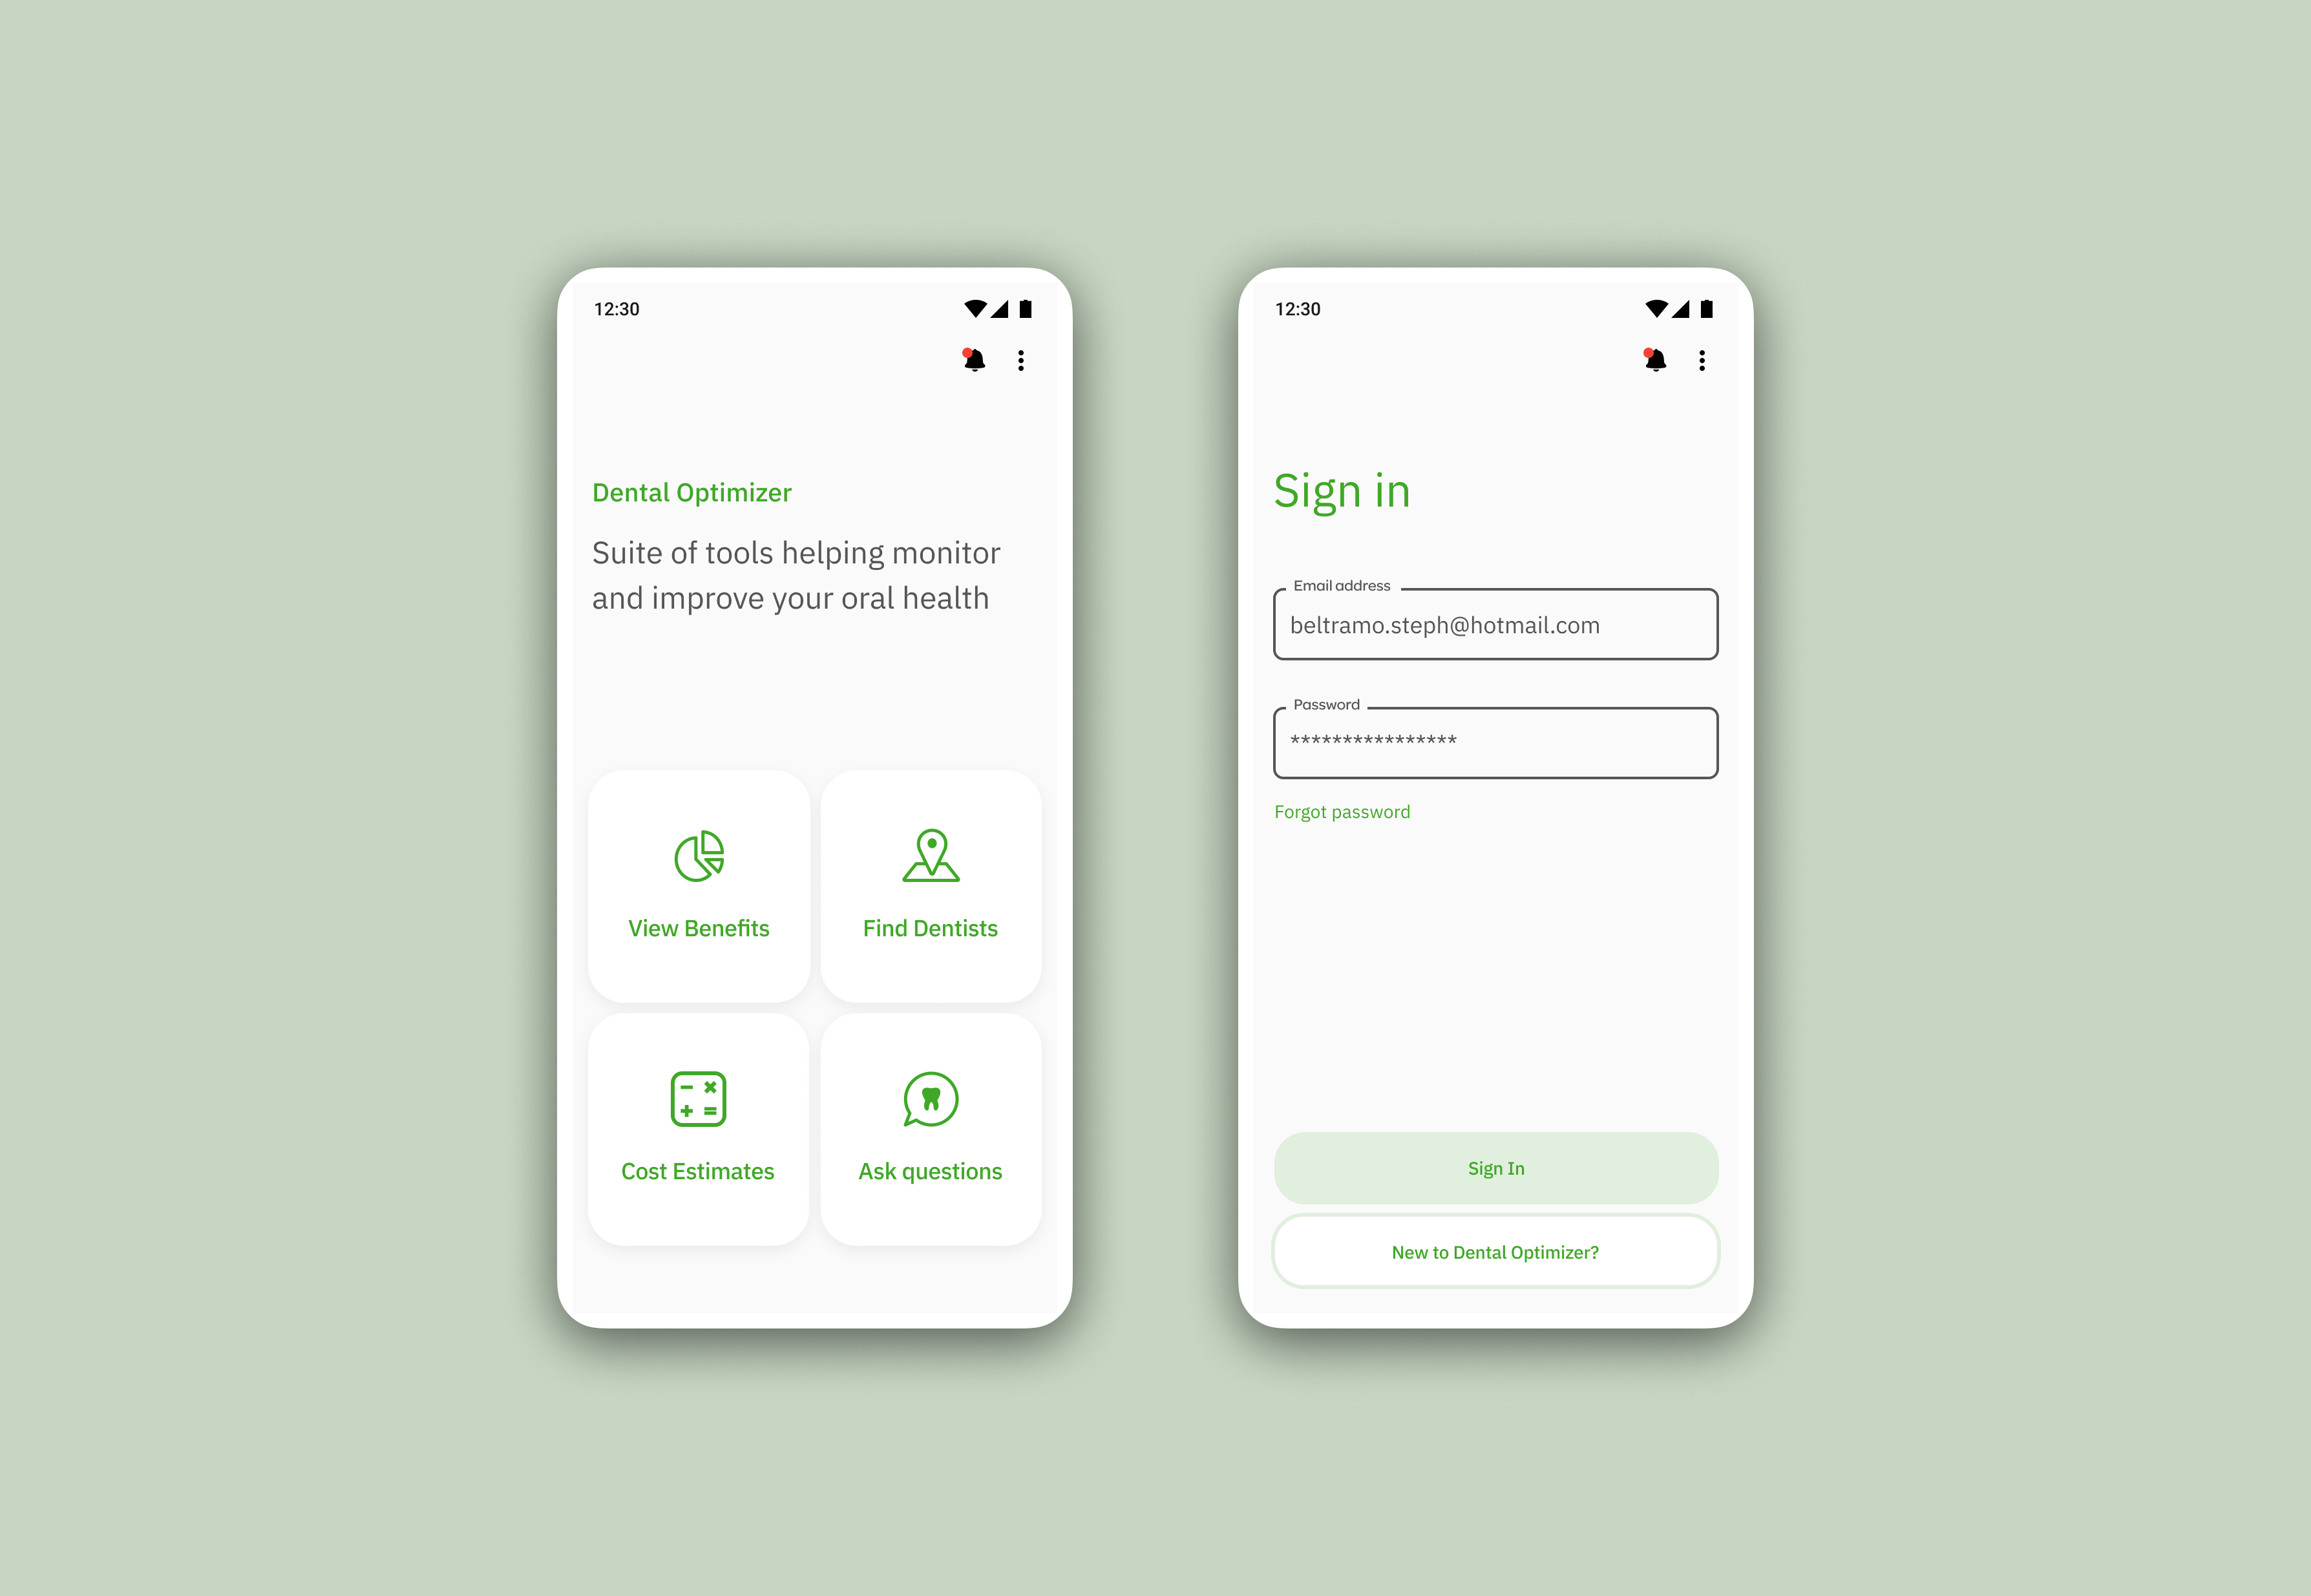 12:30
Dental Optimizer
Suite of tools helping monitor
and improve your oral health
View Benefits
Find Dentists
Cost Estimates
Ask questions
12:30
Sign in
Email address
beltramo.steph@hotmail.com
Password
****************
Forgot password
Sign In
New to Dental Optimizer?